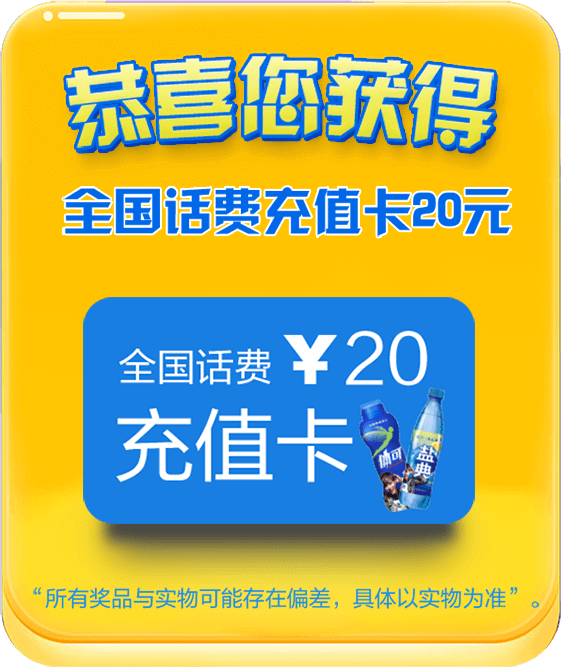 恭喜您获得
全国话费充值卡20元
全国话费 ¥20
充值卡
体可
盐典
“所有奖品与实物可能存在偏差，具体以实物为准”。